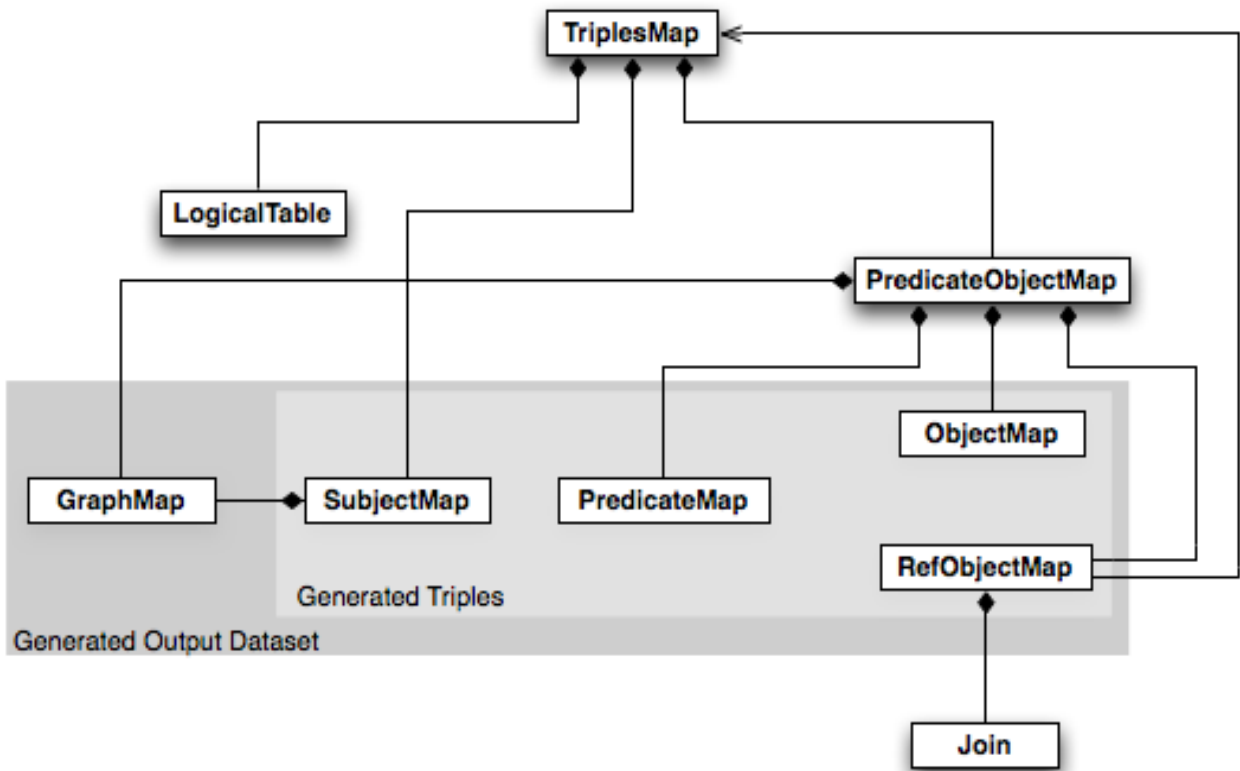 TriplesMap
LogicalTable
PredicateObjectMap
ObjectMap
GraphMap
SubjectMap
PredicateMap
RefObjectMap
Generated Triples
Generated Output Dataset
Join